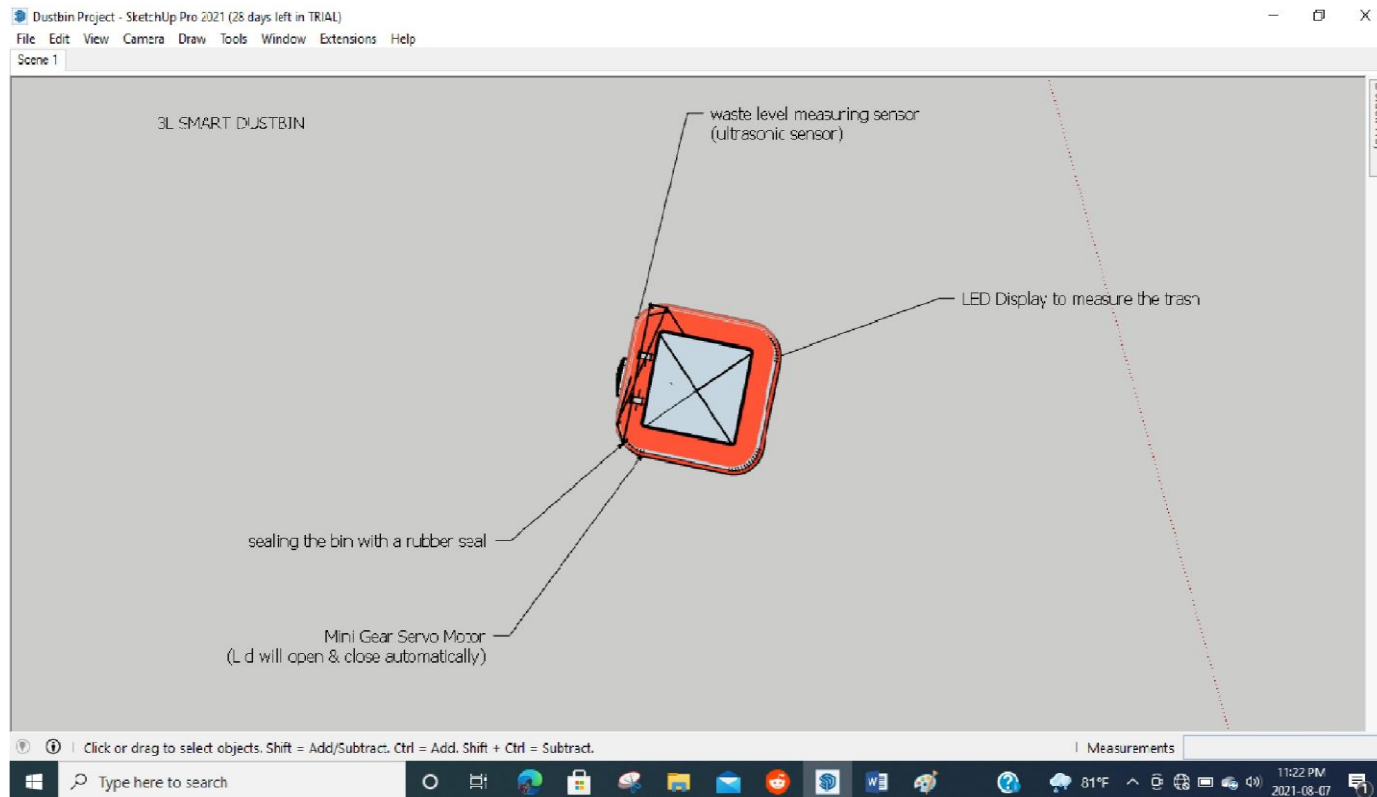 Dustbin Project - SketchUp Pro 2021 (28 days left in TRIAL)
File Edit View Camera Draw Tools Window Extensions Help
Scene 1
3L SMART DUSTBIN
waste level measuring sensor
(ultrasonic sensor)
LED Display to measure the trash
sealing the bin with a rubber seal
Mini Gear Servo Motor
(Lid will open & close automatically)
Click or drag to select objects. Shift = Add/Subtract. Ctrl = Add. Shift + Ctrl = Subtract.
Measurements
Type here to search
81°F
11:22 PM
2021-08-07